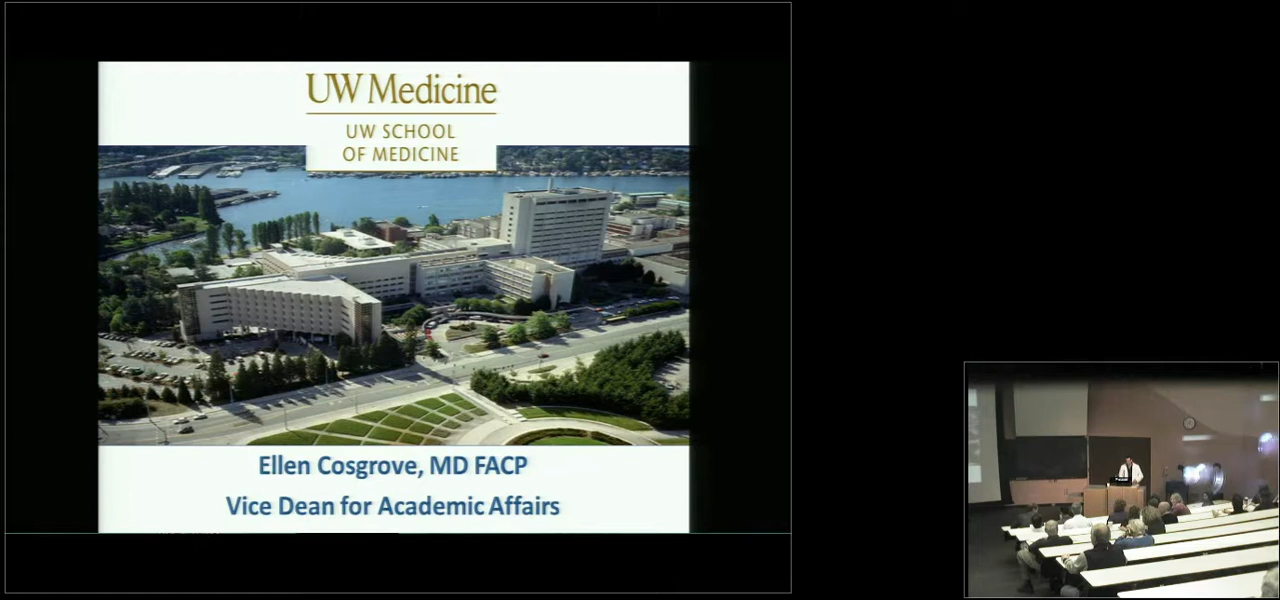 UW Medicine
UW SCHOOL
OF MEDICINE
Ellen Cosgrove, MD FACP
Vice Dean for Academic Affairs